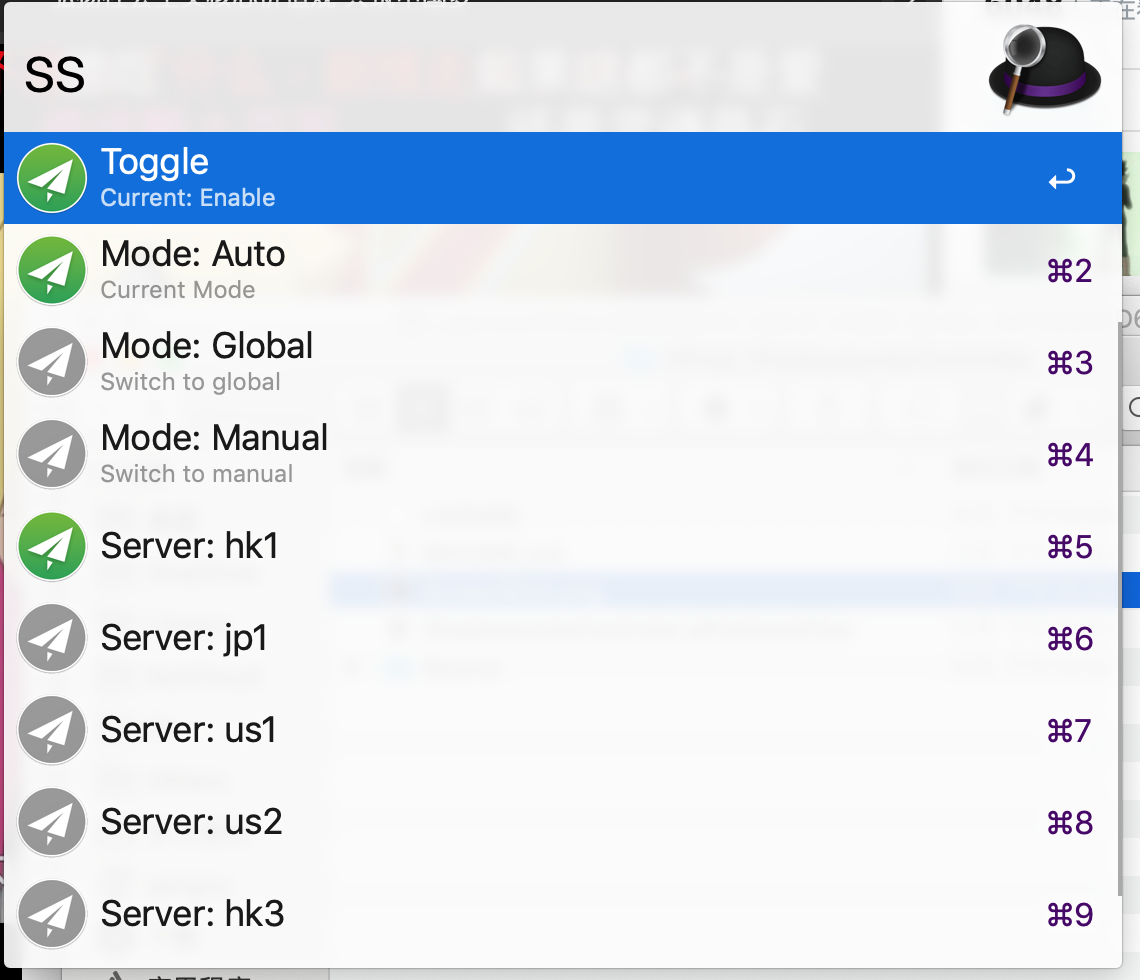 ss
Toggle
Current: Enable
↩
Mode: Auto
Current Mode
⌘2
Mode: Global
Switch to global
⌘3
Mode: Manual
Switch to manual
⌘4
Server: hk1
⌘5
Server: jp1
⌘6
Server: us1
⌘7
Server: us2
⌘8
Server: hk3
⌘9